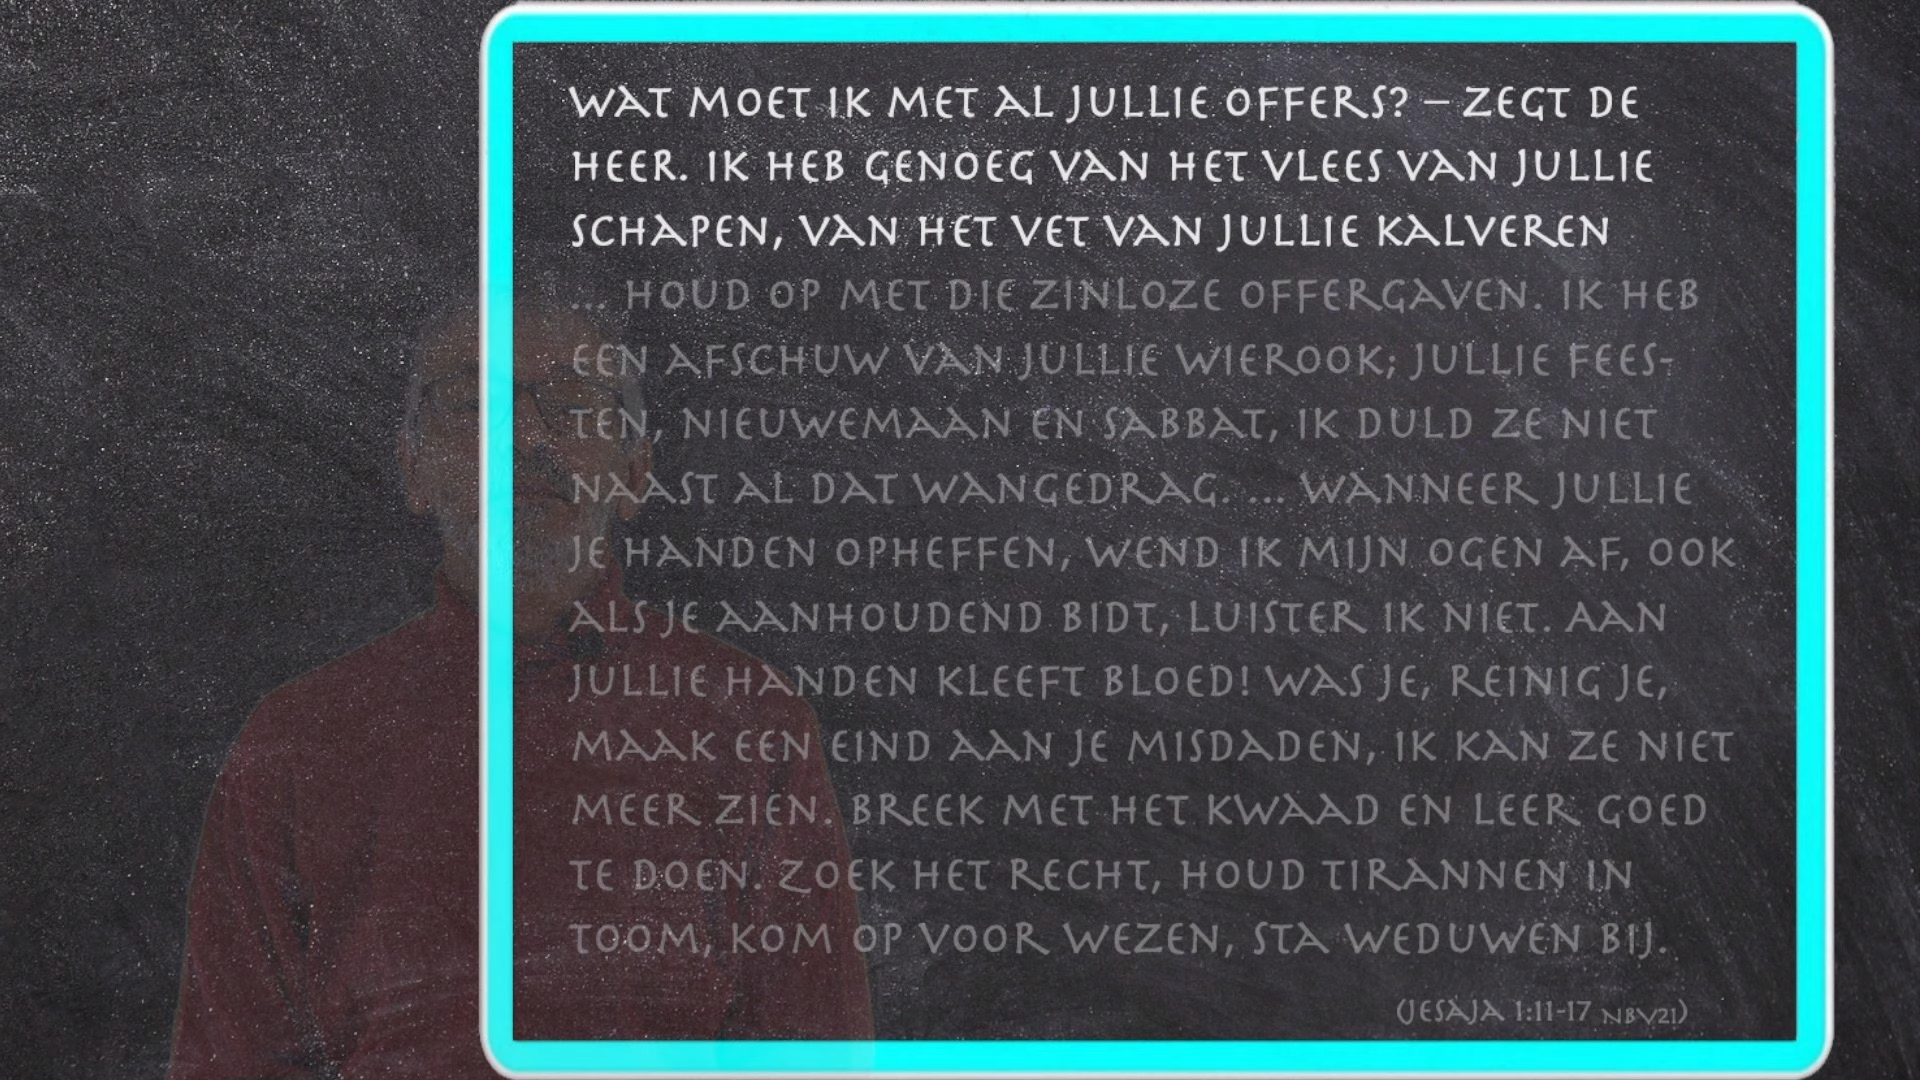 WAT MOET IK MET AL JULLIE OFFERS? – ZEGT DE
HEER. IK HEB GENOEG VAN HET VLEES VAN JULLIE
SCHAPEN, VAN HET VET VAN JULLIE KALVEREN
... HOUD OP MET DIE ZINLOZE OFFERGAVEN. IK HEB
EEN AFSCHUW VAN JULLIE WIEROOK; JULLIE FEES-
TEN, NIEUWEMAAN EN SABBAT, IK DULD ZE NIET
NAAST AL DAT WANGEDRAG. ... WANNEER JULLIE
JE HANDEN OPHEFFEN, WEND IK MIJN OGEN AF, OOK
ALS JE AANHOUDEND BIDT, LUISTER IK NIET. AAN
JULLIE HANDEN KLEEFT BLOED! WAS JE, REINIG JE,
MAAK EEN EIND AAN JE MISDADEN, IK KAN ZE NIET
MEER ZIEN. BREEK MET HET KWAAD EN LEER GOED
TE DOEN. ZOEK HET RECHT, HOUD TIRANNEN IN
TOOM, KOM OP VOOR WEZEN, STA WEDUWEN BIJ.
(JESAJA 1:11-17 NBV21)